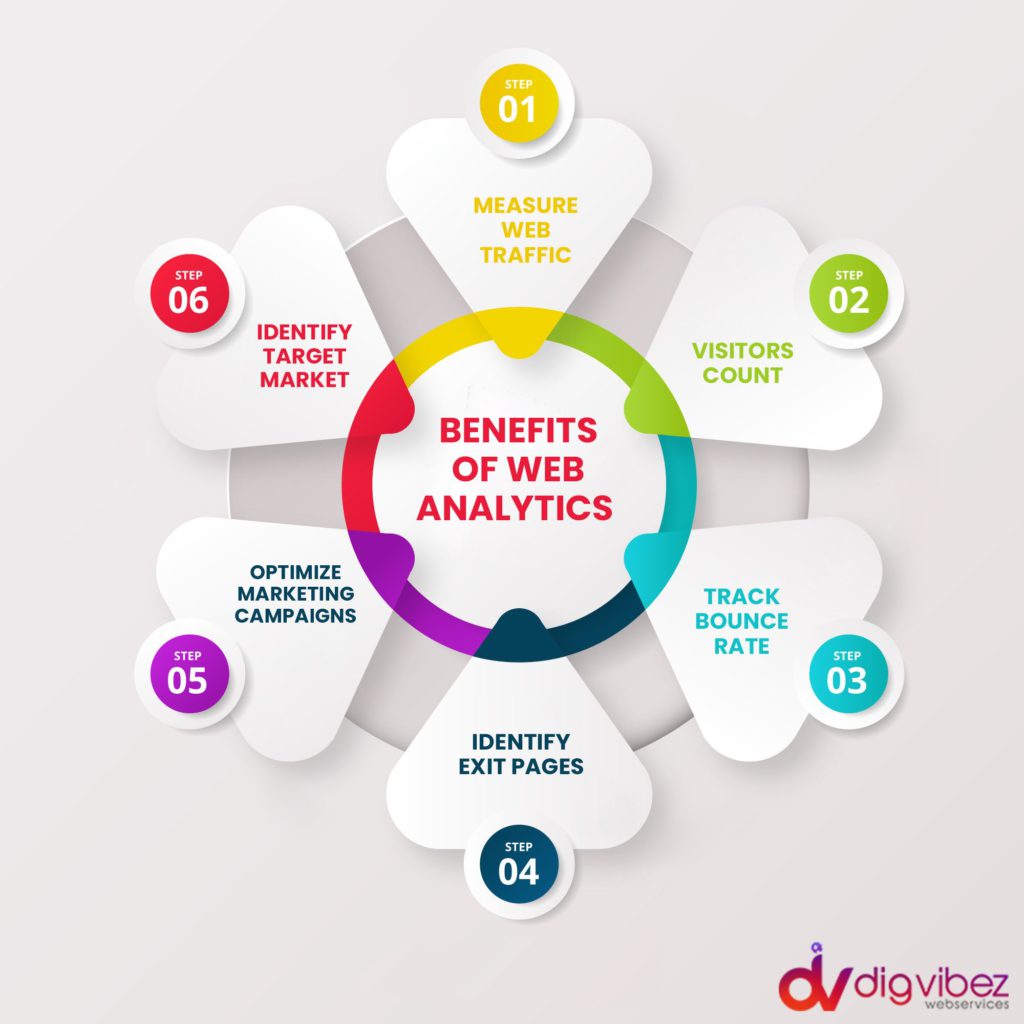 STEP
01
MEASURE
WEB
TRAFFIC
STEP
02
VISITORS
COUNT
STEP
03
TRACK
BOUNCE
RATE
STEP
04
IDENTIFY
EXIT PAGES
STEP
05
OPTIMIZE
MARKETING
CAMPAIGNS
STEP
06
IDENTIFY
TARGET
MARKET
BENEFITS
OF WEB
ANALYTICS
digvibez
webservices